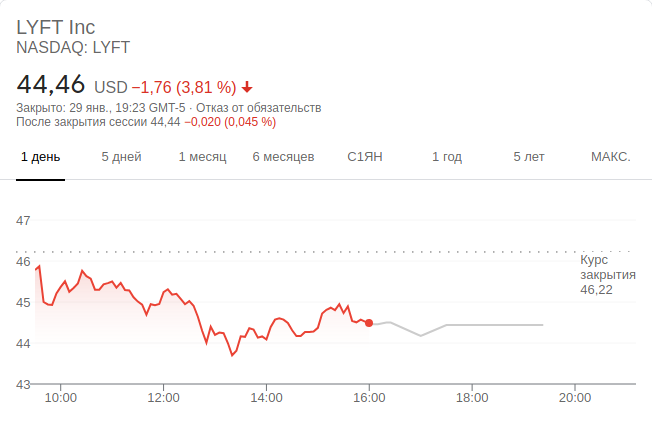 LYFT Inc
NASDAQ: LYFT
44,46 USD −1,76 (3,81 %)
Закрыто: 29 янв., 19:23 GMT-5 · Отказ от обязательств
После закрытия сессии 44,44 −0,020 (0,045 %)
1 день 5 дней 1 месяц 6 месяцев С1ЯН 1 год 5 лет МАКС.
47
46
45
44
43
Курс
закрытия
46,22
10:00 12:00 14:00 16:00 18:00 20:00